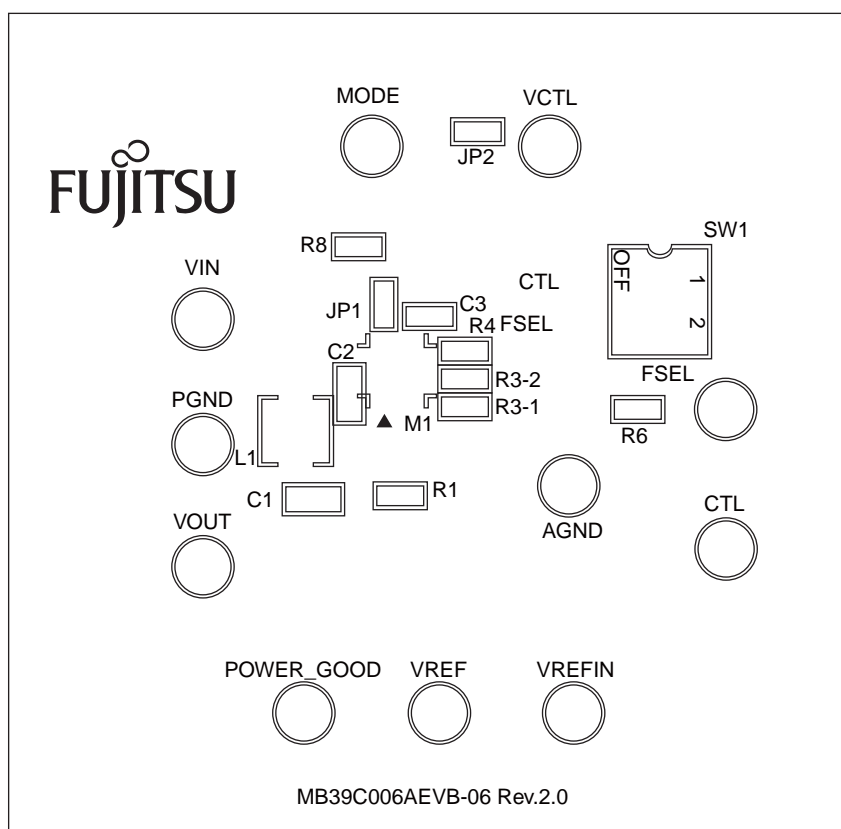 MODE
VCTL
JP2
FUJITSU
SW1
R8
OFF
1
2
VIN
CTL
JP1
C3
R4
FSEL
C2
R3-2
FSEL
PGND
R3-1
M1
R6
L1
C1
R1
CTL
VOUT
AGND
POWER_GOOD
VREF
VREFIN
MB39C006AEVB-06 Rev.2.0